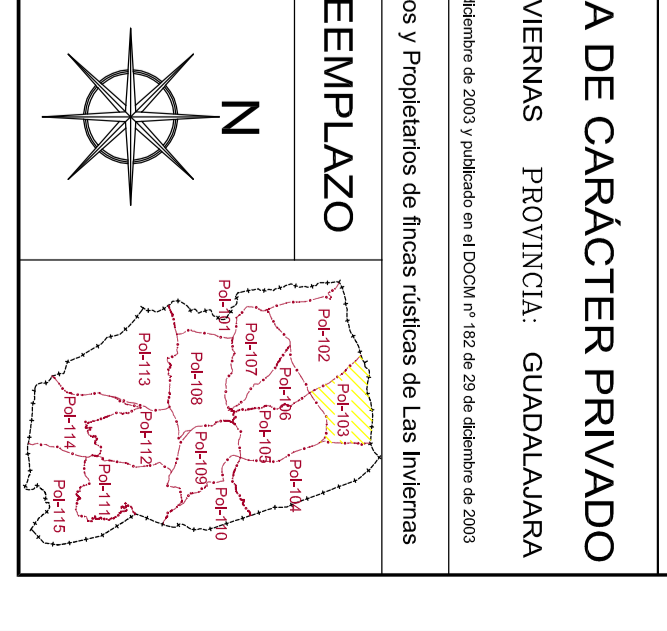 A DE CARÁCTER PRIVADO
VIERNAS PROVINCIA: GUADALAJARA
diciembre de 2003 y publicado en el DOCM nº 182 de 29 de diciembre de 2003
os y Propietarios de fincas rústicas de Las Inviernas
EEMPLAZO
N
Pol-103
Pol-102
Pol-104
Pol-106
Pol-105
Pol-107
Pol-101
Pol-110
Pol-109
Pol-108
Pol-112
Pol-113
Pol-111
Pol-114
Pol-115